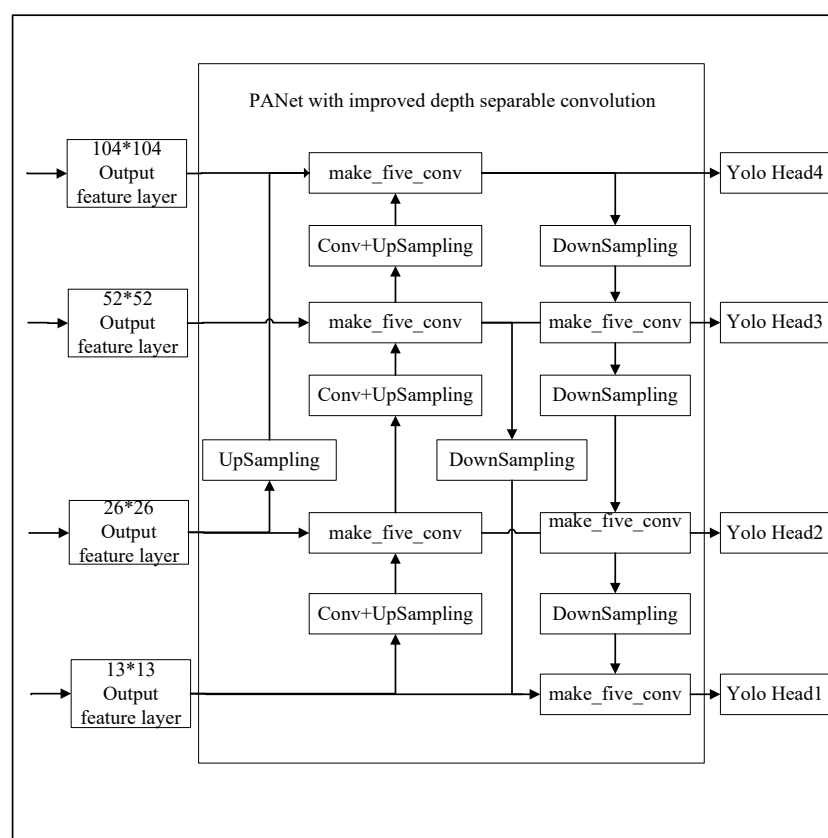 PANet with improved depth separable convolution
104*104
Output
feature layer
make_five_conv
Yolo Head4
Conv+UpSampling
DownSampling
52*52
Output
feature layer
make_five_conv
make_five_conv
Yolo Head3
Conv+UpSampling
DownSampling
UpSampling
DownSampling
26*26
Output
feature layer
make_five_conv
make_five_conv
Yolo Head2
Conv+UpSampling
DownSampling
13*13
Output
feature layer
make_five_conv
Yolo Head1